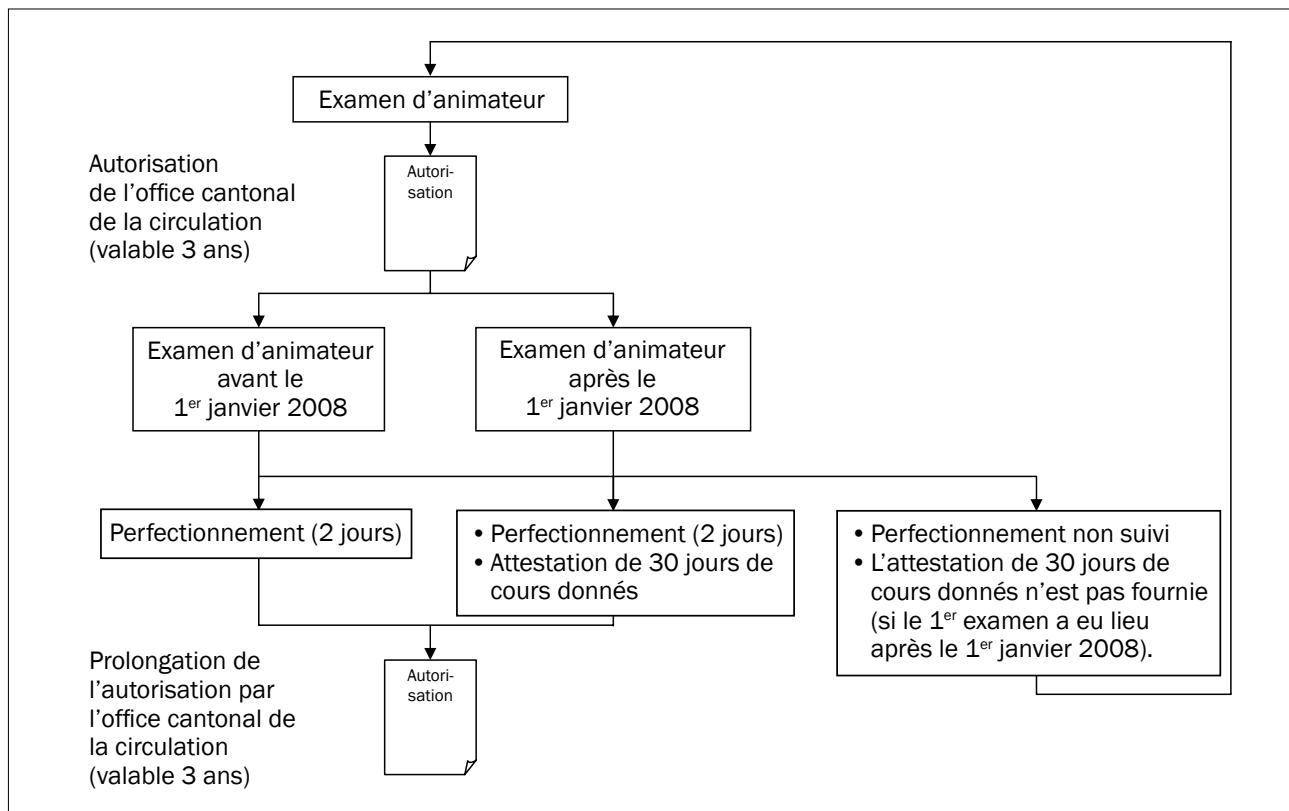 Examen d’animateur
Autorisation
de l’office cantonal
de la circulation
(valable 3 ans)
Autori-
sation
Examen d’animateur
avant le
1er janvier 2008
Examen d’animateur
après le
1er janvier 2008
Perfectionnement (2 jours)
• Perfectionnement (2 jours)
• Attestation de 30 jours de
cours donnés
• Perfectionnement non suivi
• L’attestation de 30 jours de
cours donnés n’est pas fournie
(si le 1er examen a eu lieu
après le 1er janvier 2008).
Prolongation de
l’autorisation par
l’office cantonal de
la circulation
(valable 3 ans)
Autori-
sation